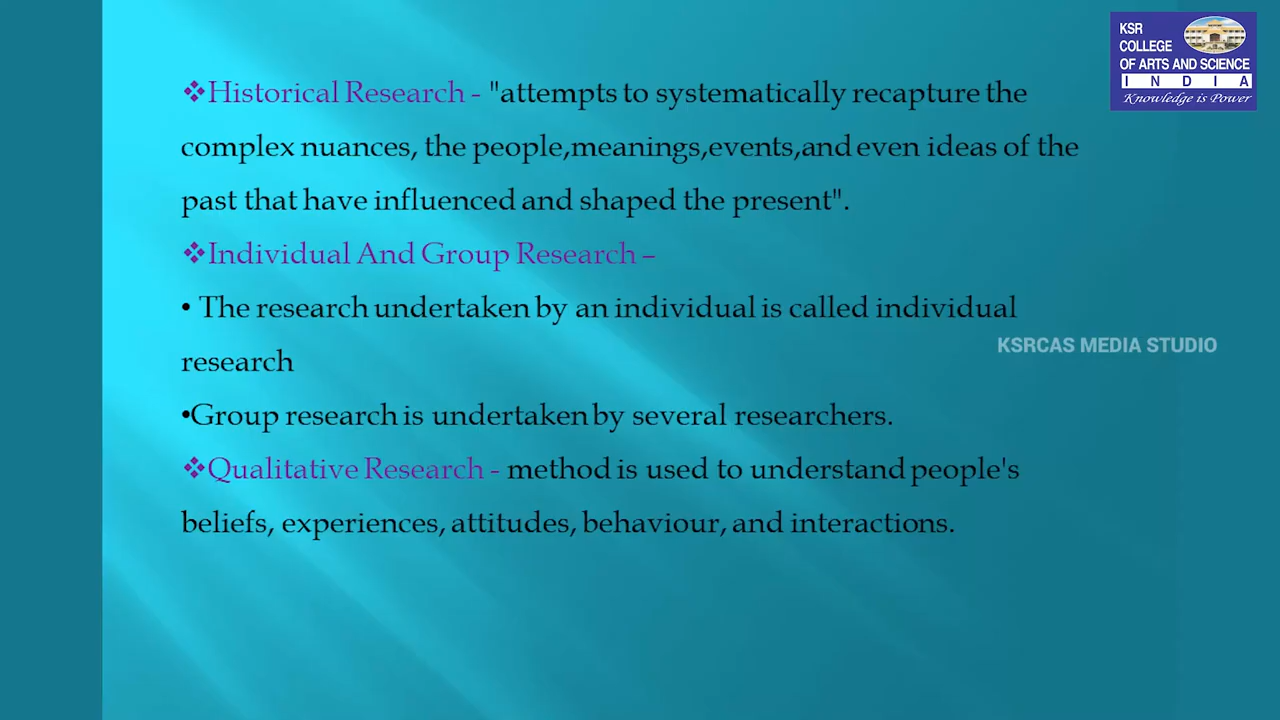 KSR
COLLEGE
OF ARTS AND SCIENCE
INDIA
Knowledge is Power
❖Historical Research - "attempts to systematically recapture the
complex nuances, the people,meanings,events,and even ideas of the
past that have influenced and shaped the present".
❖Individual And Group Research –
• The research undertaken by an individual is called individual
KSRCAS MEDIA STUDIO
research
•Group research is undertaken by several researchers.
❖Qualitative Research - method is used to understand people's
beliefs, experiences, attitudes, behaviour, and interactions.